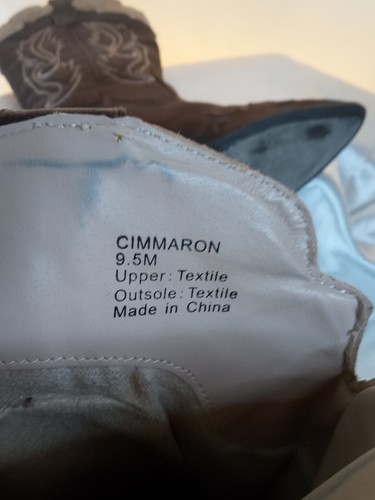 CIMMARON
9.5M
Upper: Textile
Outsole: Textile
Made in China